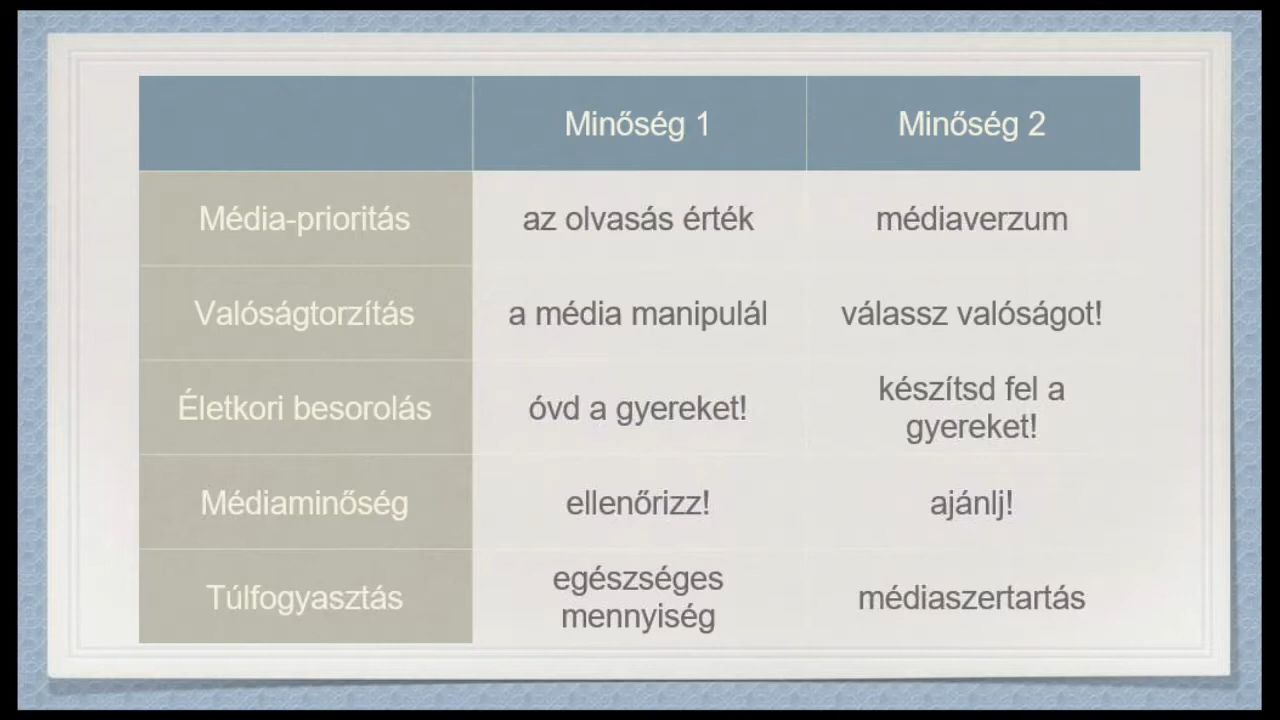 Minőség 1 Minőség 2
Média-prioritás az olvasás érték médiaverzum
Valóságtorzítás a média manipulál válassz valóságot!
Életkori besorolás óvd a gyereket! készítsd fel a
gyereket!
Médiaminőség ellenőrizz! ajánlj!
Túlfogyasztás egészséges
mennyiség médiaszertartás